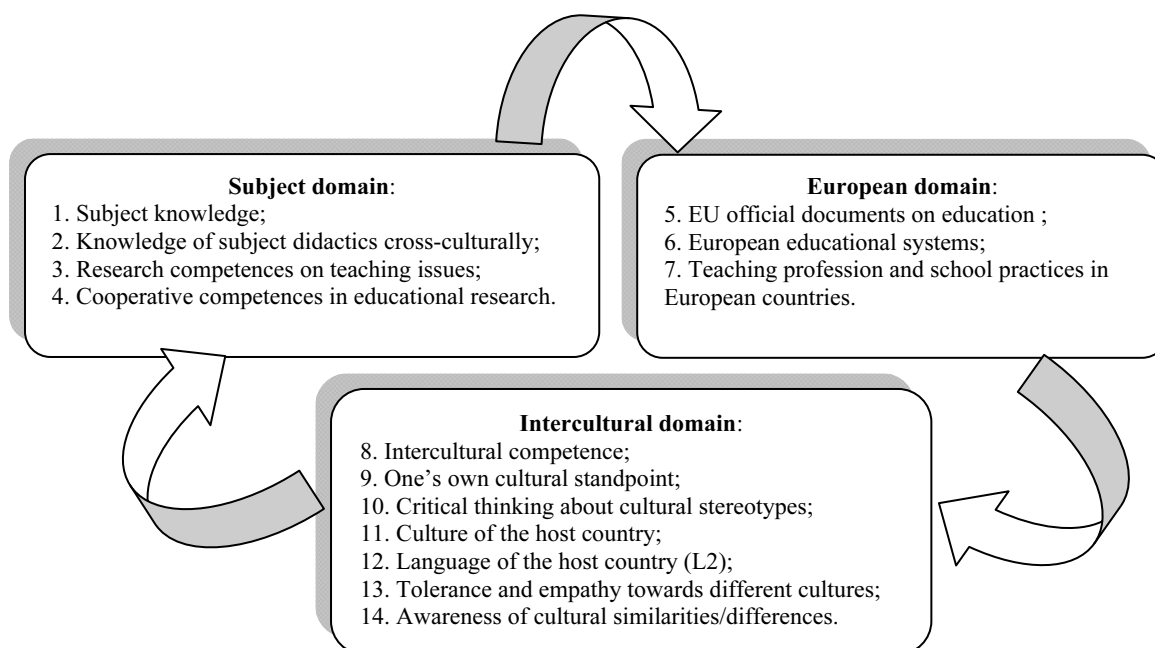 Subject domain:
1. Subject knowledge;
2. Knowledge of subject didactics cross-culturally;
3. Research competences on teaching issues;
4. Cooperative competences in educational research.
European domain:
5. EU official documents on education ;
6. European educational systems;
7. Teaching profession and school practices in
European countries.
Intercultural domain:
8. Intercultural competence;
9. One’s own cultural standpoint;
10. Critical thinking about cultural stereotypes;
11. Culture of the host country;
12. Language of the host country (L2);
13. Tolerance and empathy towards different cultures;
14. Awareness of cultural similarities/differences.